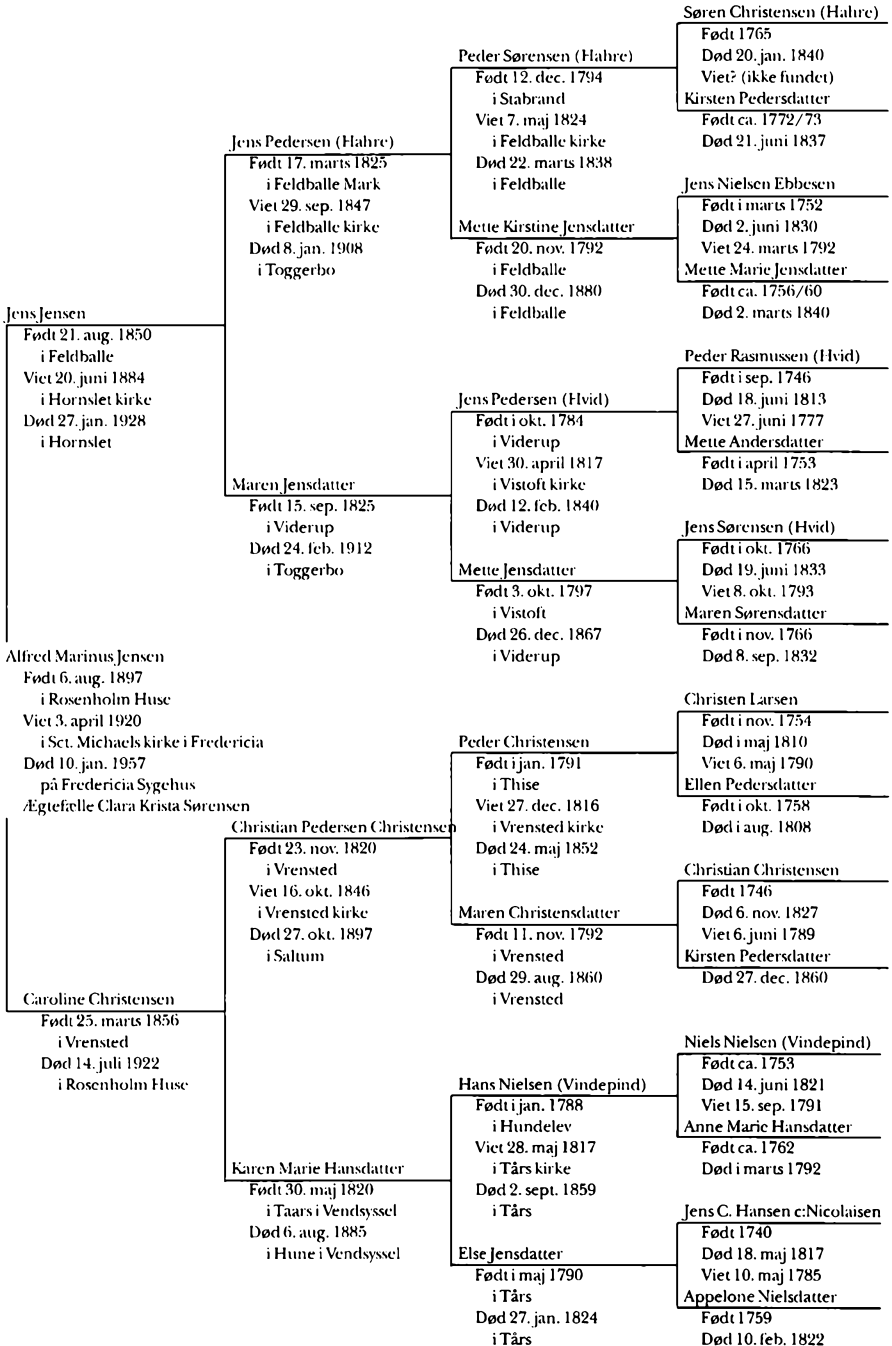 Jens Jensen
Født 21. aug. 1850
i Feldballe
Viet 20. juni 1884
i Hornslet kirke
Død 27. jan. 1928
i Hornslet
Alfred Marinus Jensen
Født 6. aug. 1897
i Rosenholm Huse
Viet 3. april 1920
i Sct. Michaels kirke i Fredericia
Død 10. jan. 1957
på Fredericia Sygehus
Ægtefælle Clara Krista Sørensen
Caroline Christensen
Født 25. marts 1856
i Vrensted
Død 14. juli 1922
i Rosenholm Huse
Jens Pedersen (Hahre)
Født 17. marts 1825
i Feldballe Mark
Viet 29. sep. 1847
i Feldballe kirke
Død 8. jan. 1908
i Toggerbo
Maren Jensdatter
Født 15. sep. 1825
i Viderup
Død 24. feb. 1912
i Toggerbo
Christian Pedersen Christensen
Født 23. nov. 1820
i Vrensted
Viet 16. okt. 1846
i Vrensted kirke
Død 27. okt. 1897
i Saltum
Karen Marie Hansdatter
Født 30. maj 1820
i Taars i Vendsyssel
Død 6. aug. 1885
i Hune i Vendsyssel
Peder Sørensen (Hahre)
Født 12. dec. 1794
i Stabrand
Viet 7. maj 1824
i Feldballe kirke
Død 22. marts 1838
i Feldballe
Mette Kirstine Jensdatter
Født 20. nov. 1792
i Feldballe
Død 30. dec. 1880
i Feldballe
Jens Pedersen (Hvid)
Født i okt. 1784
i Viderup
Viet 30. april 1817
i Vistoft kirke
Død 12. feb. 1840
i Viderup
Mette Jensdatter
Født 3. okt. 1797
i Vistoft
Død 26. dec. 1867
i Viderup
Peder Christensen
Født i jan. 1791
i Thise
Viet 27. dec. 1816
i Vrensted kirke
Død 24. maj 1852
i Thise
Maren Christensdatter
Født 11. nov. 1792
i Vrensted
Død 29. aug. 1860
i Vrensted
Hans Nielsen (Vindepind)
Født i jan. 1788
i Hundelev
Viet 28. maj 1817
i Tårs kirke
Død 2. sept. 1859
i Tårs
Else Jensdatter
Født i maj 1790
i Tårs
Død 27. jan. 1824
i Tårs
Søren Christensen (Hahre)
Født 1765
Død 20. jan. 1840
Viet? (ikke fundet)
Kirsten Pedersdatter
Født ca. 1772/73
Død 21. juni 1837
Jens Nielsen Ebbesen
Født i marts 1752
Død 2. juni 1830
Viet 24. marts 1792
Mette Marie Jensdatter
Født ca. 1756/60
Død 2. marts 1840
Peder Rasmussen (Hvid)
Født i sep. 1746
Død 18. juni 1813
Viet 27. juni 1777
Mette Andersdatter
Født i april 1753
Død 15. marts 1823
Jens Sørensen (Hvid)
Født i okt. 1766
Død 19. juni 1833
Viet 8. okt. 1793
Maren Sørensdatter
Født i nov. 1766
Død 8. sep. 1832
Christen Larsen
Født i nov. 1754
Død i maj 1810
Viet 6. maj 1790
Ellen Pedersdatter
Født i okt. 1758
Død i aug. 1808
Christian Christensen
Født 1746
Død 6. nov. 1827
Viet 6. juni 1789
Kirsten Pedersdatter
Død 27. dec. 1860
Niels Nielsen (Vindepind)
Født ca. 1753
Død 14. juni 1821
Viet 15. sep. 1791
Anne Marie Hansdatter
Født ca. 1762
Død i marts 1792
Jens C. Hansen c:Nicolaisen
Født 1740
Død 18. maj 1817
Viet 10. maj 1785
Appelone Nielsdatter
Født 1759
Død 10. feb. 1822